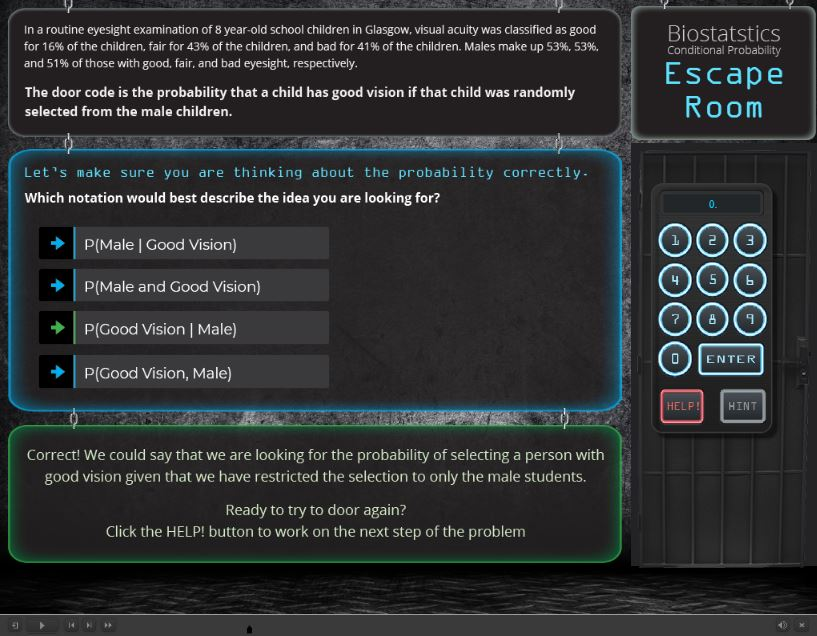 In a routine eyesight examination of 8 year-old school children in Glasgow, visual acuity was classified as good
for 16% of the children, fair for 43% of the children, and bad for 41% of the children. Males make up 53%, 53%,
and 51% of those with good, fair, and bad eyesight, respectively.
The door code is the probability that a child has good vision if that child was randomly
selected from the male children.
Biostatstics
Conditional Probability
Escape
Room
Let's make sure you are thinking about the probability correctly.
Which notation would best describe the idea you are looking for?
P(Male | Good Vision)
P(Male and Good Vision)
P(Good Vision | Male)
P(Good Vision, Male)
0.
1 2 3
4 5 6
7 8 9
0 ENTER
HELP! HINT
Correct! We could say that we are looking for the probability of selecting a person with
good vision given that we have restricted the selection to only the male students.
Ready to try to door again?
Click the HELP! button to work on the next step of the problem